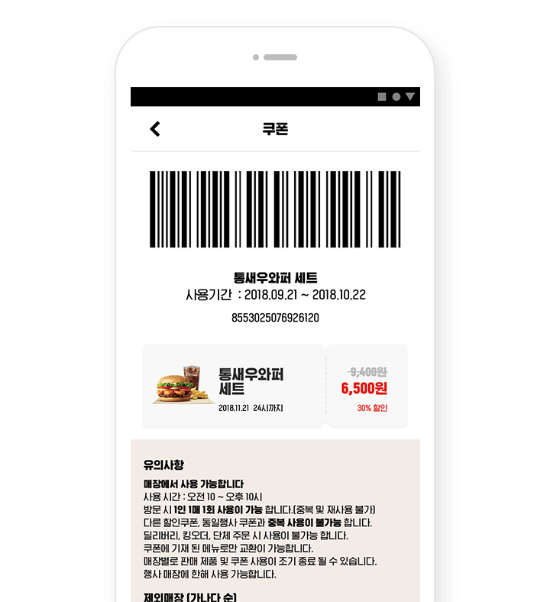 쿠폰
통새우와퍼 세트
사용기간 : 2018.09.21 ~ 2018.10.22
8553025076926120
통새우와퍼
세트
2018.11.21 24시까지
9,400원
6,500원
30% 할인
유의사항
매장에서 사용 가능합니다
사용 시간 : 오전 10 ~ 오후 10시
방문 시 1인 1매 1회 사용이 가능 합니다.(중복 및 재사용 불가)
다른 할인쿠폰, 동일행사 쿠폰과 중복 사용이 불가능 합니다.
딜리버리, 킹오더, 단체 주문 시 사용이 불가능 합니다.
쿠폰에 기재 된 메뉴로만 교환이 가능합니다.
매장별로 판매 제품 및 쿠폰 사용이 조기 종료 될 수 있습니다.
행사 매장에 한해 사용 가능합니다.
제외매장 (가나다 순)